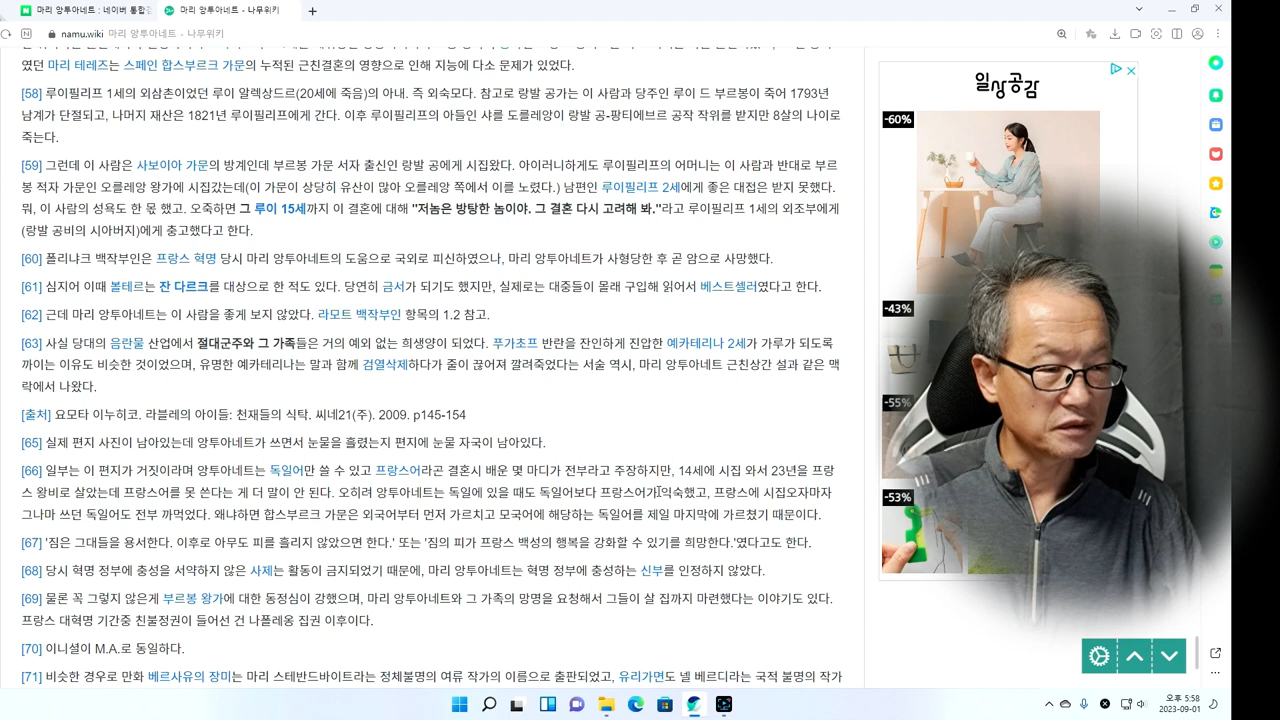 마리 앙투아네트 : 네이버 통합검
마리 앙투아네트 - 나무위키
namu.wiki 마리 앙투아네트 - 나무위키
였던 마리 테레즈는 스페인 합스부르크 가문의 누적된 근친결혼의 영향으로 인해 지능에 다소 문제가 있었다.
[58] 루이필리프 1세의 외삼촌이었던 루이 알렉상드르(20세에 죽음)의 아내. 즉 외숙모다. 참고로 랑발 공가는 이 사람과 당주인 루이 드 부르봉이 죽어 1793년
남계가 단절되고, 나머지 재산은 1821년 루이필리프에게 간다. 이후 루이필리프의 아들인 샤를 도를레앙이 랑발 공-팡티에브르 공작 작위를 받지만 8살의 나이로
죽는다.
[59] 그런데 이 사람은 사보이아 가문의 방계인데 부르봉 가문 서자 출신인 랑발 공에게 시집왔다. 아이러니하게도 루이필리프의 어머니는 이 사람과 반대로 부르
봉 적자 가문인 오를레앙 왕가에 시집갔는데(이 가문이 상당히 유산이 많아 오를레앙 쪽에서 이를 노렸다.) 남편인 루이필리프 2세에게 좋은 대접은 받지 못했다.
뭐, 이 사람의 성욕도 한 몫 했고. 오죽하면 그 루이 15세까지 이 결혼에 대해 "저놈은 방탕한 놈이야. 그 결혼 다시 고려해 봐."라고 루이필리프 1세의 외조부에게
(랑발 공비의 시아버지)에게 충고했다고 한다.
[60] 폴리냐크 백작부인은 프랑스 혁명 당시 마리 앙투아네트의 도움으로 국외로 피신하였으나, 마리 앙투아네트가 사형당한 후 곧 암으로 사망했다.
[61] 심지어 이때 볼테르는 잔 다르크를 대상으로 한 적도 있다. 당연히 금서가 되기도 했지만, 실제로는 대중들이 몰래 구입해 읽어서 베스트셀러였다고 한다.
[62] 근데 마리 앙투아네트는 이 사람을 좋게 보지 않았다. 라모트 백작부인 항목의 1.2 참고.
[63] 사실 당대의 음란물 산업에서 절대군주와 그 가족들은 거의 예외 없는 희생양이 되었다. 푸가초프 반란을 잔인하게 진압한 예카테리나 2세가 가루가 되도록
까이는 이유도 비슷한 것이었으며, 유명한 예카테리나는 말과 함께 검열삭제하다가 줄이 끊어져 깔려죽었다는 서술 역시, 마리 앙투아네트 근친상간 설과 같은 맥
락에서 나왔다.
[출처] 요모타 이누히코. 라블레의 아이들: 천재들의 식탁. 씨네21(주). 2009. p145-154
[65] 실제 편지 사진이 남아있는데 앙투아네트가 쓰면서 눈물을 흘렸는지 편지에 눈물 자국이 남아있다.
[66] 일부는 이 편지가 거짓이라며 앙투아네트는 독일어만 쓸 수 있고 프랑스어라곤 결혼시 배운 몇 마디가 전부라고 주장하지만, 14세에 시집 와서 23년을 프랑
스 왕비로 살았는데 프랑스어를 못 쓴다는 게 더 말이 안 된다. 오히려 앙투아네트는 독일에 있을 때도 독일어보다 프랑스어가 익숙했고, 프랑스에 시집오자마자
그나마 쓰던 독일어도 전부 까먹었다. 왜냐하면 합스부르크 가문은 외국어부터 먼저 가르치고 모국어에 해당하는 독일어를 제일 마지막에 가르쳤기 때문이다.
[67] '짐은 그대들을 용서한다. 이후로 아무도 피를 흘리지 않았으면 한다.' 또는 '짐의 피가 프랑스 백성의 행복을 강화할 수 있기를 희망한다.'였다고도 한다.
[68] 당시 혁명 정부에 충성을 서약하지 않은 사제는 활동이 금지되었기 때문에, 마리 앙투아네트는 혁명 정부에 충성하는 신부를 인정하지 않았다.
[69] 물론 꼭 그렇지 않은게 부르봉 왕가에 대한 동정심이 강했으며, 마리 앙투아네트와 그 가족의 망명을 요청해서 그들이 살 집까지 마련했다는 이야기도 있다.
프랑스 대혁명 기간중 친불정권이 들어선 건 나폴레옹 집권 이후이다.
[70] 이니셜이 M.A.로 동일하다.
[71] 비슷한 경우로 만화 베르사유의 장미는 마리 스테반드바이트라는 정체불명의 여류 작가의 이름으로 출판되었고, 유리가면도 넬 베르디라는 국적 불명의 작가
일상공감
-60%
-43%
-55%
-53%
오후 5:58
2023-09-01